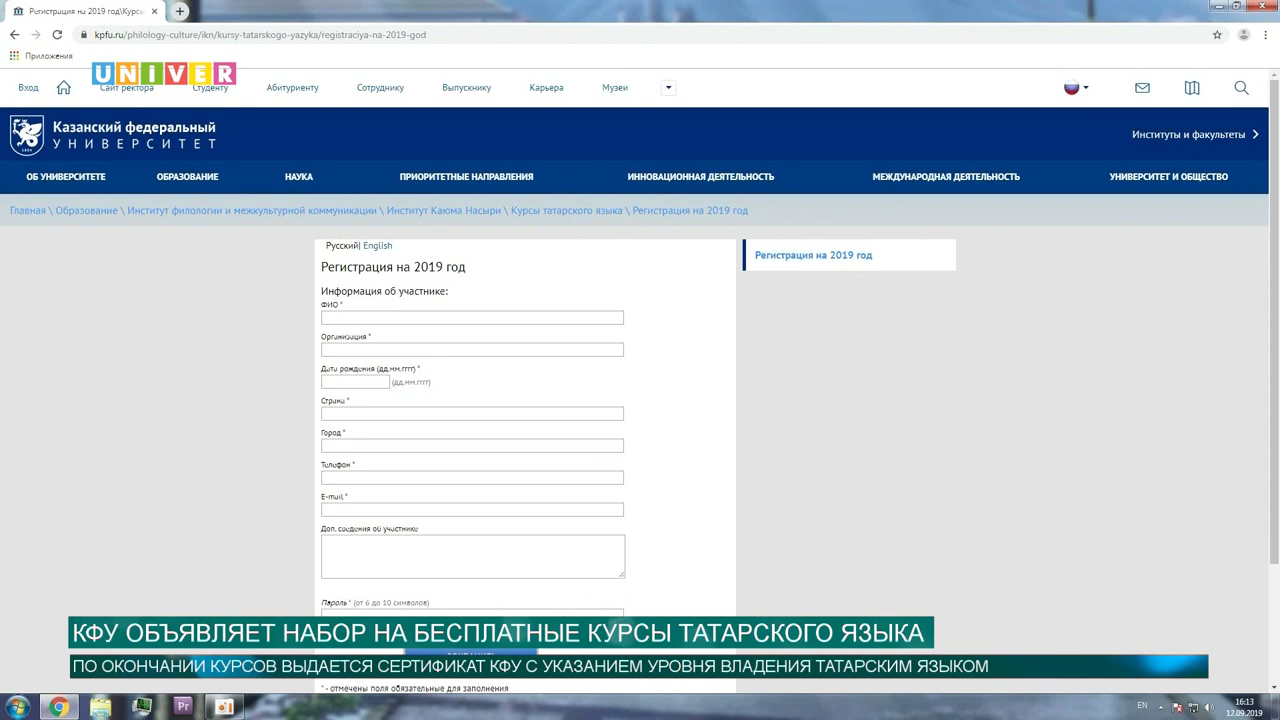 Регистрация на 2019 год\Курсы
kpfu.ru/philology-culture/ikn/kursy-tatarskogo-yazyka/registraciya-na-2019-god
Приложения
UNIVER
Вход Сайт ректора Студенту Абитуриенту Сотруднику Выпускнику Карьера Музеи
Казанский федеральный
УНИВЕРСИТЕТ
Институты и факультеты
ОБ УНИВЕРСИТЕТЕ ОБРАЗОВАНИЕ НАУКА ПРИОРИТЕТНЫЕ НАПРАВЛЕНИЯ ИННОВАЦИОННАЯ ДЕЯТЕЛЬНОСТЬ МЕЖДУНАРОДНАЯ ДЕЯТЕЛЬНОСТЬ УНИВЕРСИТЕТ И ОБЩЕСТВО
Главная \ Образование \ Институт филологии и межкультурной коммуникации \ Институт Каюма Насыри \ Курсы татарского языка \ Регистрация на 2019 год
Русский| English
Регистрация на 2019 год
Регистрация на 2019 год
Информация об участнике:
ФИО *
Организация *
Дата рождения (дд.мм.гггг) *
(дд.мм.гггг)
Страна *
Город *
Телефон *
E-mail *
Доп. сведения об участнике
Пароль * (от 6 до 10 символов)
КФУ ОБЪЯВЛЯЕТ НАБОР НА БЕСПЛАТНЫЕ КУРСЫ ТАТАРСКОГО ЯЗЫКА
ПО ОКОНЧАНИИ КУРСОВ ВЫДАЕТСЯ СЕРТИФИКАТ КФУ С УКАЗАНИЕМ УРОВНЯ ВЛАДЕНИЯ ТАТАРСКИМ ЯЗЫКОМ
* - отмечены поля обязательные для заполнения
Pr
EN
16:13
12.09.2019